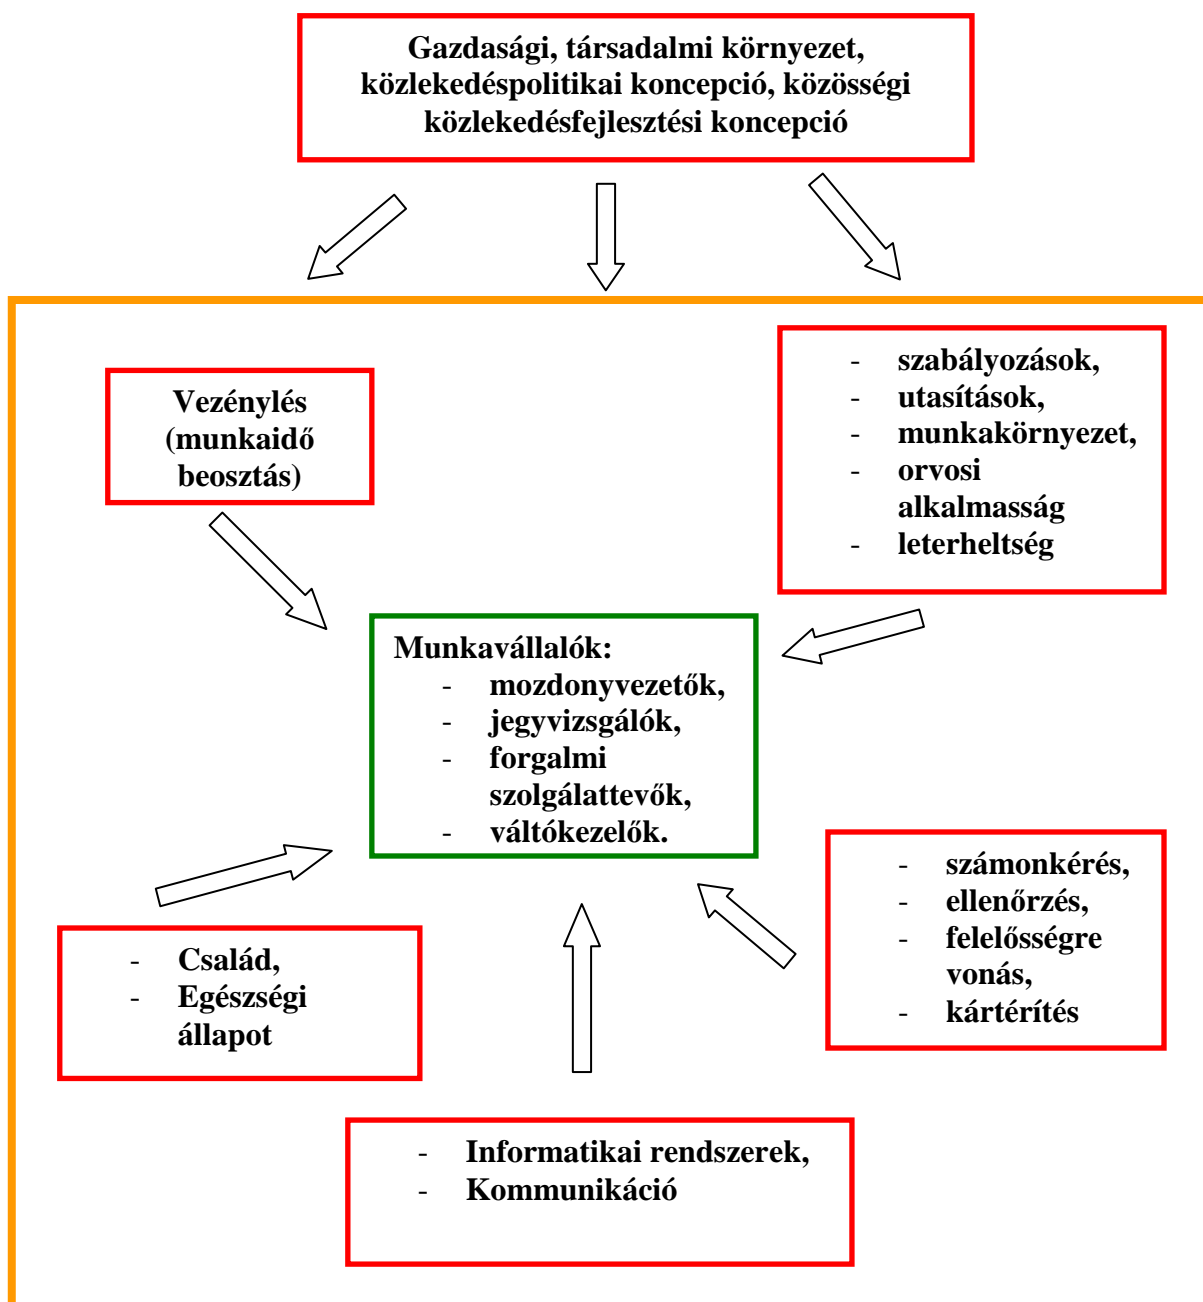 Gazdasági, társadalmi környezet,
közlekedéspolitikai koncepció, közösségi
közlekedésfejlesztési koncepció
Vezénylés
(munkaidő
beosztás)
- szabályozások,
- utasítások,
- munkakörnyezet,
- orvosi
alkalmasság
- leterheltség
Munkavállalók:
- mozdonyvezetők,
- jegyvizsgálók,
- forgalmi
szolgálattevők,
- váltókezelők.
- számonkérés,
- ellenőrzés,
- felelősségre
vonás,
- kártérítés
- Család,
- Egészségi
állapot
- Informatikai rendszerek,
- Kommunikáció